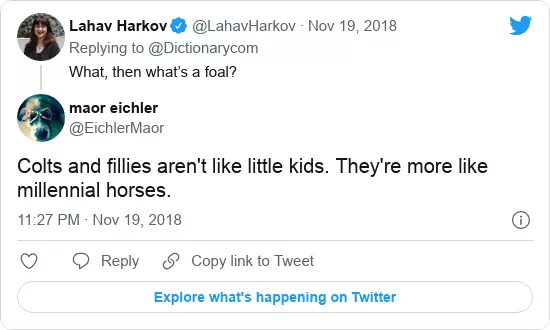 Lahav Harkov @LahavHarkov · Nov 19, 2018
Replying to @Dictionarycom
What, then what’s a foal?
maor eichler
@EichlerMaor
Colts and fillies aren't like little kids. They're more like
millennial horses.
11:27 PM · Nov 19, 2018
Reply Copy link to Tweet
Explore what's happening on Twitter